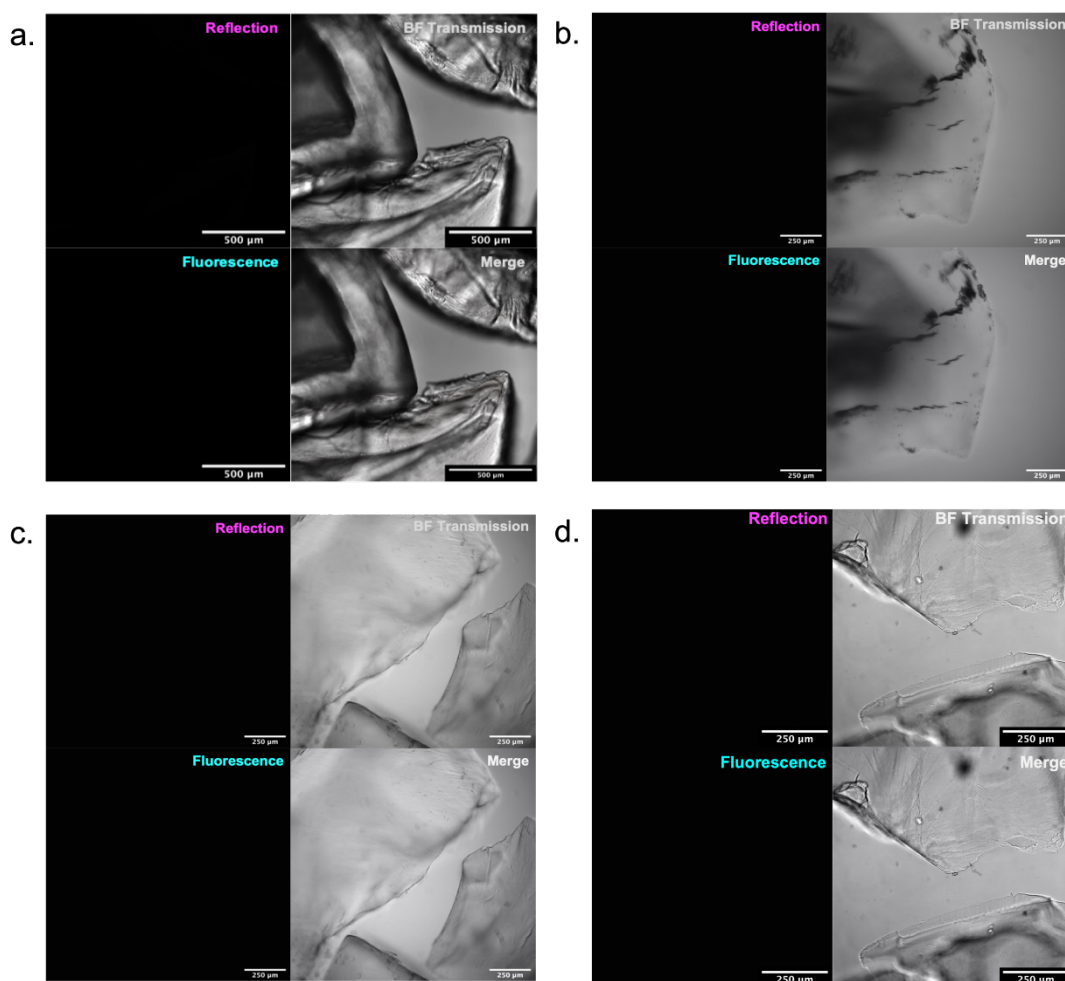 a.
Reflection
BF Transmission
500 µm
500 µm
Fluorescence
Merge
500 µm
500 µm
b.
Reflection
BF Transmission
250 µm
250 µm
Fluorescence
Merge
250 µm
250 µm
c.
Reflection
BF Transmission
250 µm
250 µm
Fluorescence
Merge
250 µm
250 µm
d.
Reflection
BF Transmission
250 µm
250 µm
Fluorescence
Merge
250 µm
250 µm